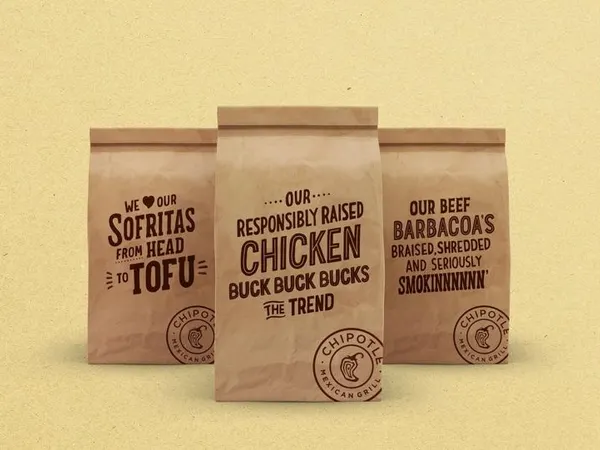 WE ♥ OUR
SOFRITAS
FROM HEAD
TO TOFU
CHIPOTLE
MEXICAN GRILL
OUR
RESPONSIBLY RAISED
CHICKEN
BUCK BUCK BUCKS
THE TREND
CHIPOTLE
MEXICAN GRILL
OUR BEEF
BARBACOA'S
BRAISED, SHREDDED
AND SERIOUSLY
SMOKINNNNNN'
CHIPOTLE
MEXICAN GRILL